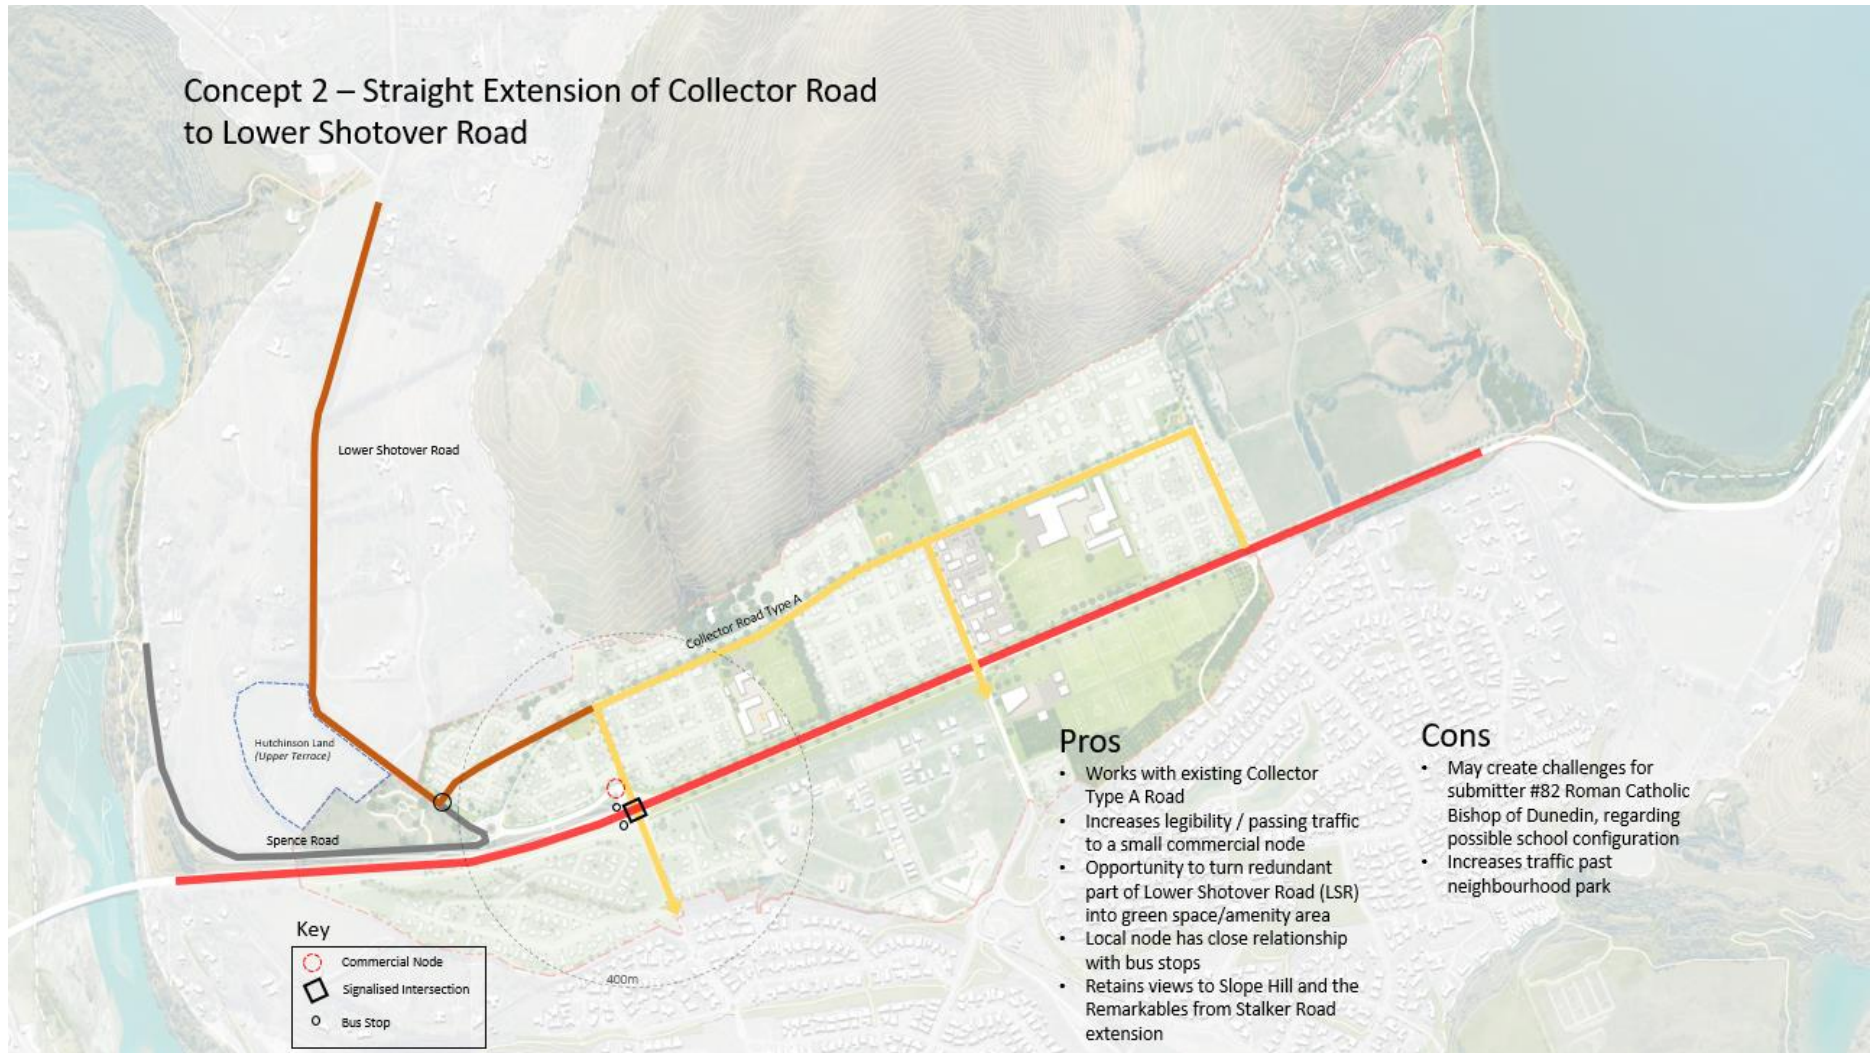 Concept 2 – Straight Extension of Collector Road
to Lower Shotover Road
Lower Shotover Road
Collector Road Type A
Hutchinson Land
(Upper Terrace)
Spence Road
400m
Key
Commercial Node
Signalised Intersection
Bus Stop
Pros
• Works with existing Collector
Type A Road
• Increases legibility / passing traffic
to a small commercial node
• Opportunity to turn redundant
part of Lower Shotover Road (LSR)
into green space/amenity area
• Local node has close relationship
with bus stops
• Retains views to Slope Hill and the
Remarkables from Stalker Road
extension
Cons
• May create challenges for
submitter #82 Roman Catholic
Bishop of Dunedin, regarding
possible school configuration
• Increases traffic past
neighbourhood park